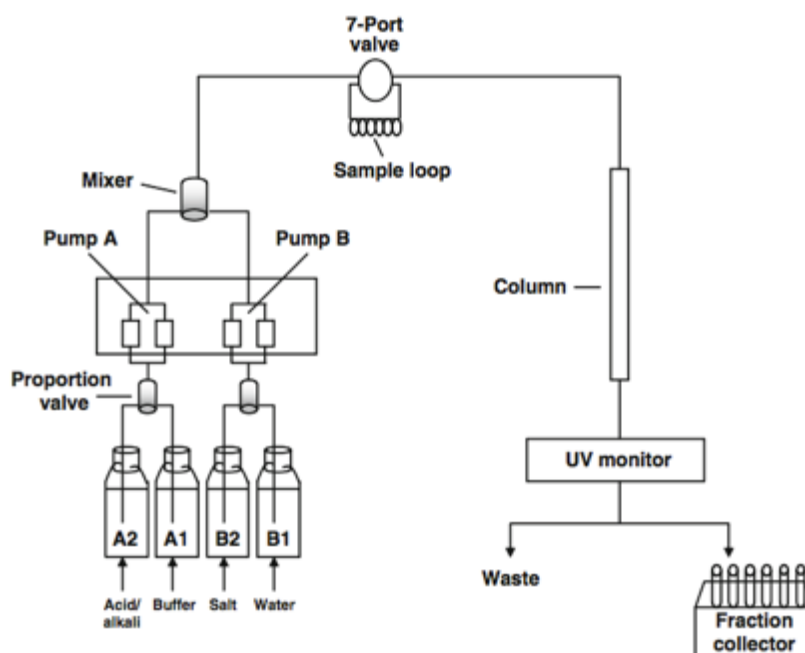 7-Port
valve
Sample loop
Mixer
Pump A
Pump B
Column
Proportion
valve
UV monitor
A2
A1
B2
B1
Waste
Acid/
alkali
Buffer
Salt
Water
Fraction
collector